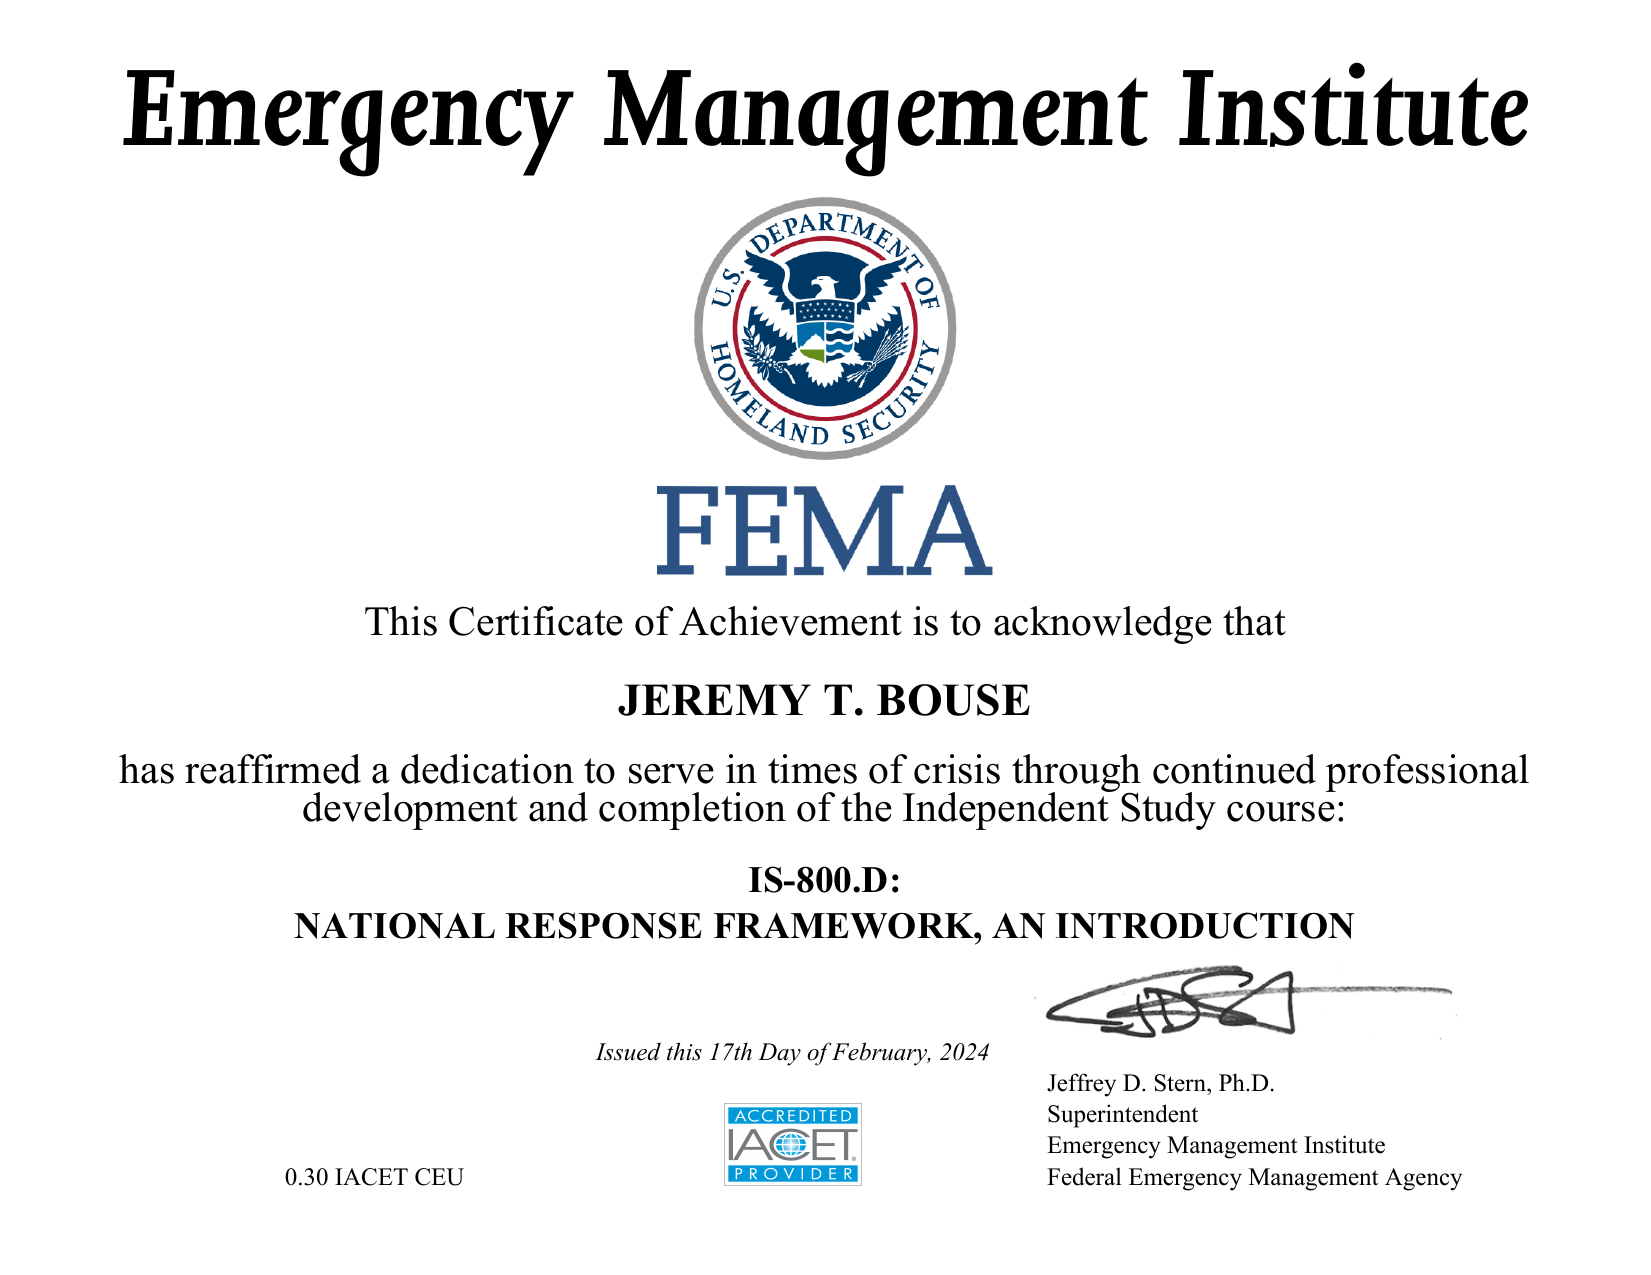 Emergency Management Institute
U.S. DEPARTMENT OF
HOMELAND SECURITY
FEMA
This Certificate of Achievement is to acknowledge that
JEREMY T. BOUSE
has reaffirmed a dedication to serve in times of crisis through continued professional
development and completion of the Independent Study course:
IS-800.D:
NATIONAL RESPONSE FRAMEWORK, AN INTRODUCTION
Issued this 17th Day of February, 2024
Jeffrey D. Stern, Ph.D.
Superintendent
Emergency Management Institute
Federal Emergency Management Agency
ACCREDITED
IACET®
PROVIDER
0.30 IACET CEU